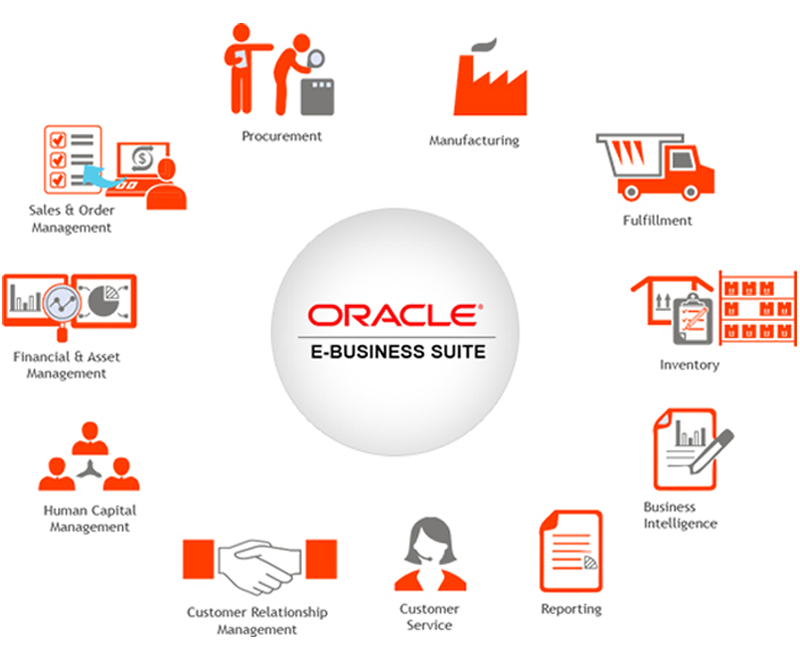 Procurement
Manufacturing
Sales & Order
Management
Fulfillment
ORACLE®
E-BUSINESS SUITE
Financial & Asset
Management
Inventory
Human Capital
Management
Business
Intelligence
Customer Relationship
Management
Customer
Service
Reporting